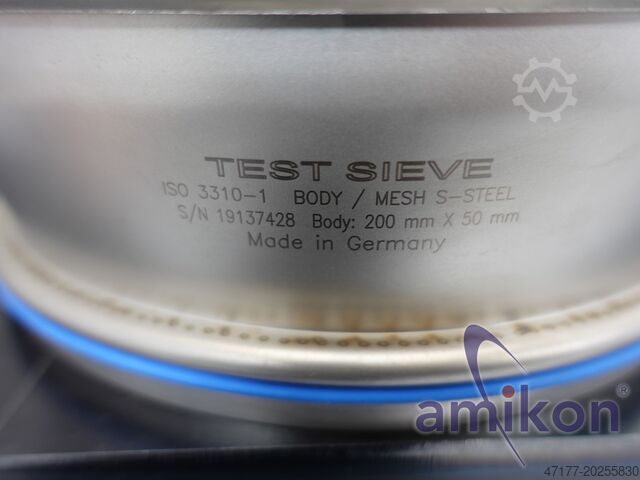 TEST SIEVE
ISO 3310-1 BODY / MESH S-STEEL
S/N 19137428 Body: 200 mm X 50 mm
Made in Germany
amikon®
47177-20255830